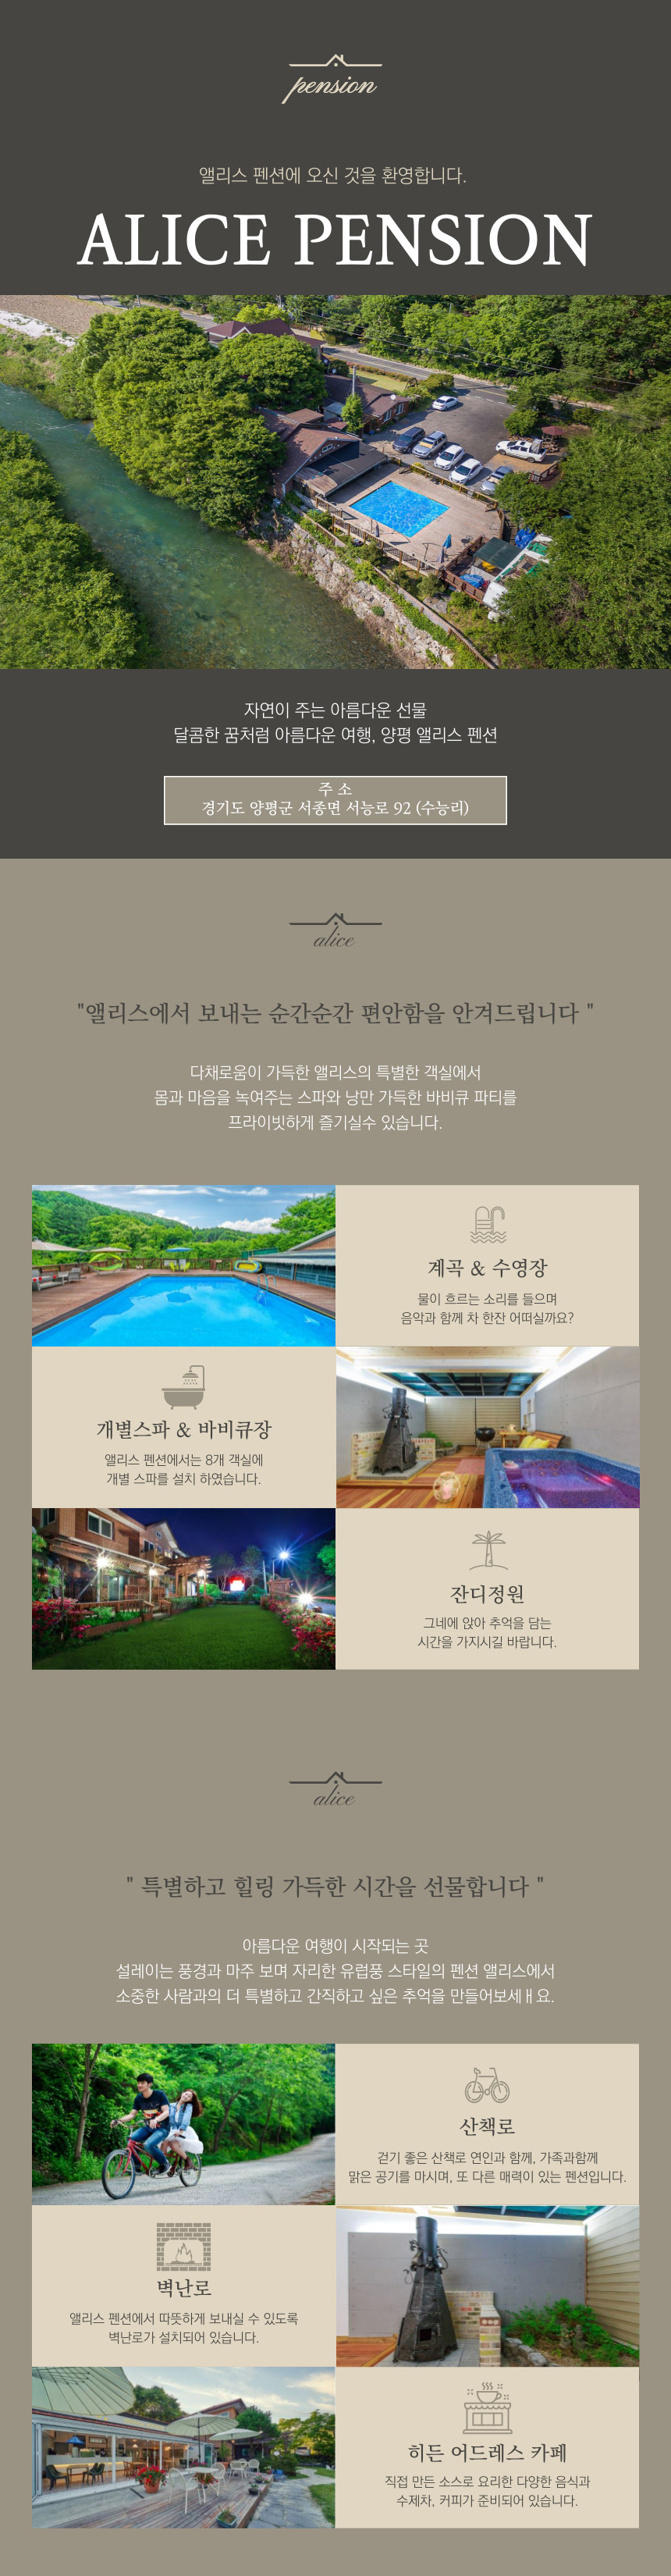 pension
앨리스 펜션에 오신 것을 환영합니다.
ALICE PENSION
자연이 주는 아름다운 선물
달콤한 꿈처럼 아름다운 여행, 양평 앨리스 펜션
주 소
경기도 양평군 서종면 서능로 92 (수능리)
alice
"앨리스에서 보내는 순간순간 편안함을 안겨드립니다 "
다채로움이 가득한 앨리스의 특별한 객실에서
몸과 마음을 녹여주는 스파와 낭만 가득한 바비큐 파티를
프라이빗하게 즐기실수 있습니다.
계곡 & 수영장
물이 흐르는 소리를 들으며
음악과 함께 차 한잔 어떠실까요?
개별스파 & 바비큐장
앨리스 펜션에서는 8개 객실에
개별 스파를 설치 하였습니다.
잔디정원
그네에 앉아 추억을 담는
시간을 가지시길 바랍니다.
alice
" 특별하고 힐링 가득한 시간을 선물합니다 "
아름다운 여행이 시작되는 곳
설레이는 풍경과 마주 보며 자리한 유럽풍 스타일의 펜션 앨리스에서
소중한 사람과의 더 특별하고 간직하고 싶은 추억을 만들어보세ㅐ요.
산책로
걷기 좋은 산책로 연인과 함께, 가족과함께
맑은 공기를 마시며, 또 다른 매력이 있는 펜션입니다.
벽난로
앨리스 펜션에서 따뜻하게 보내실 수 있도록
벽난로가 설치되어 있습니다.
히든 어드레스 카페
직접 만든 소스로 요리한 다양한 음식과
수제차, 커피가 준비되어 있습니다.